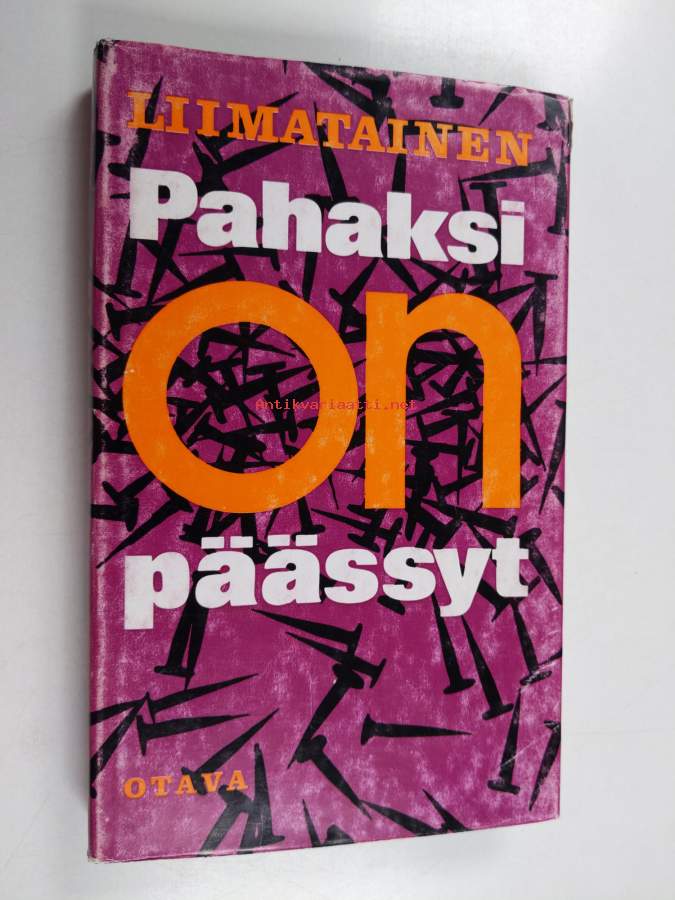 LIIMATAINEN
Pahaksi
on
Antikvariaatti.net
päässyt
OTAVA